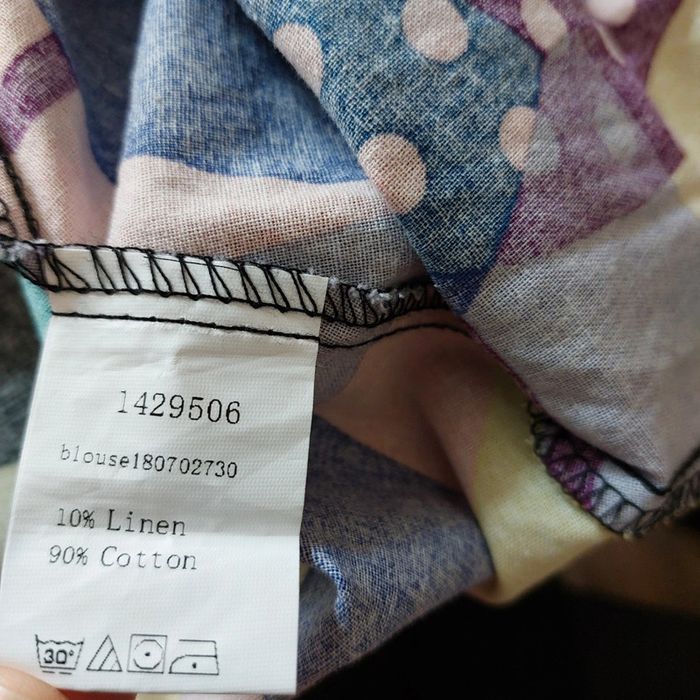 1429506
blouse180702730
10% Linen
90% Cotton
30°